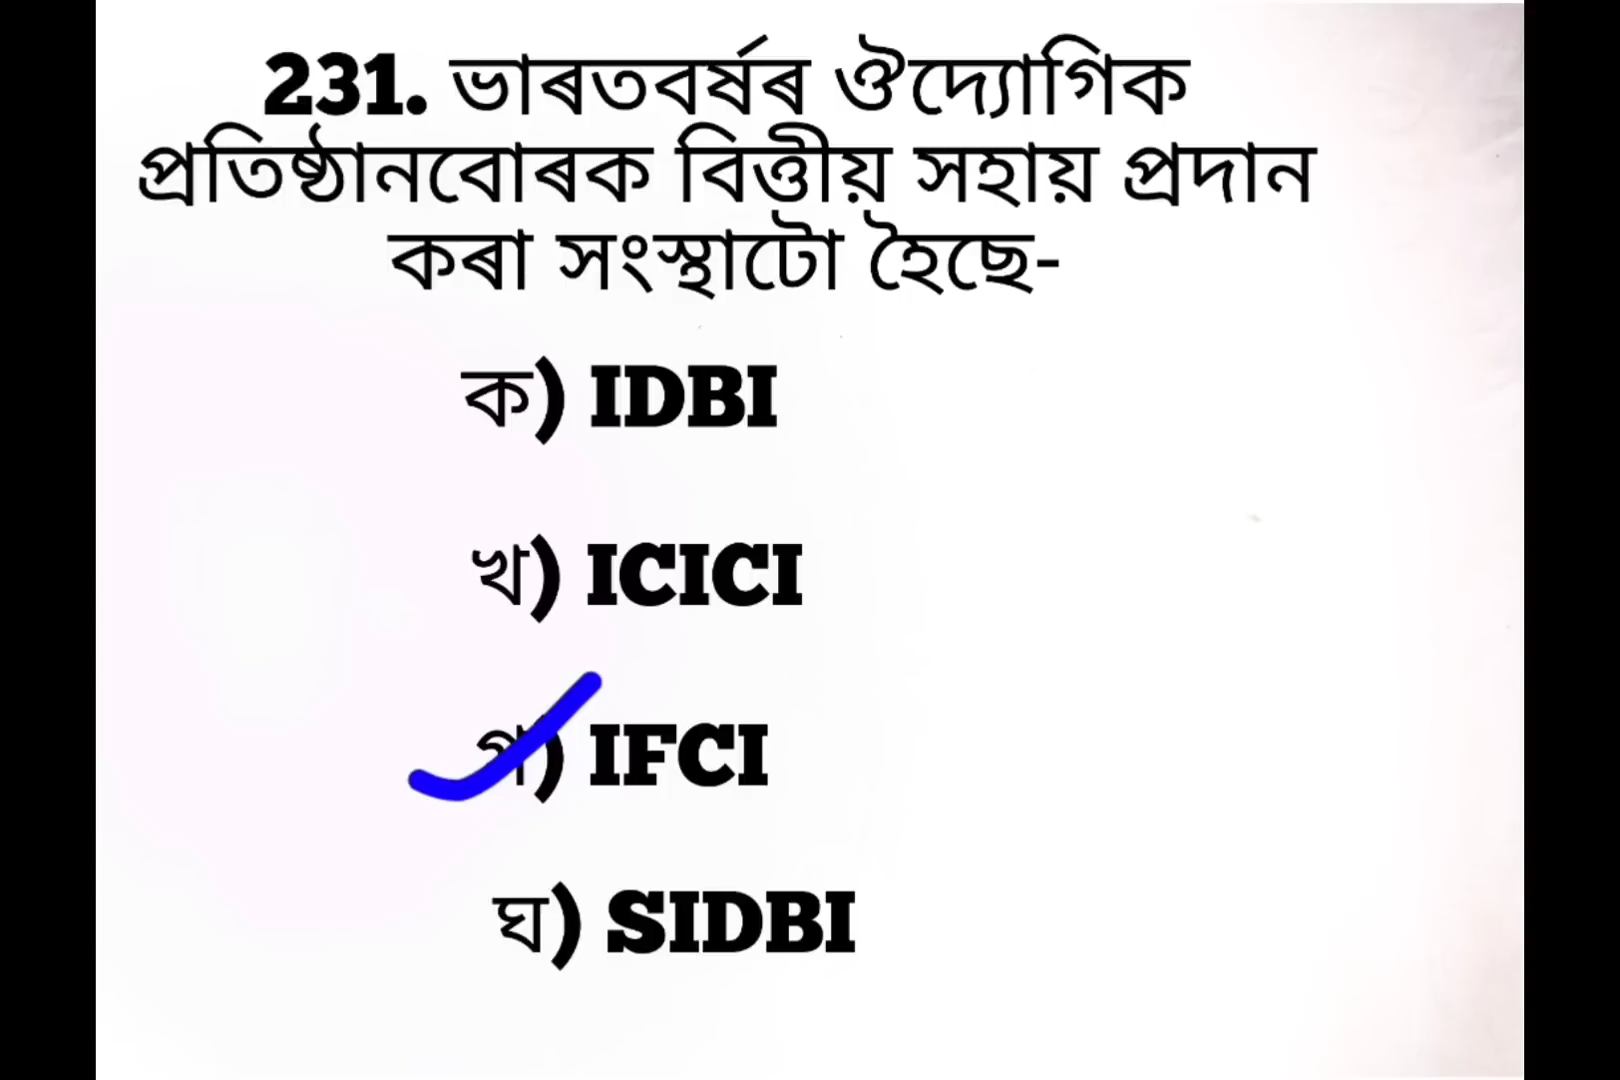 231. ভাৰতবৰ্ষৰ ঔদ্যোগিক
প্ৰতিষ্ঠানবোৰক বিত্তীয় সহায় প্ৰদান
কৰা সংস্থাটো হৈছে-
ক) IDBI
খ) ICICI
গ) IFCI
ঘ) SIDBI